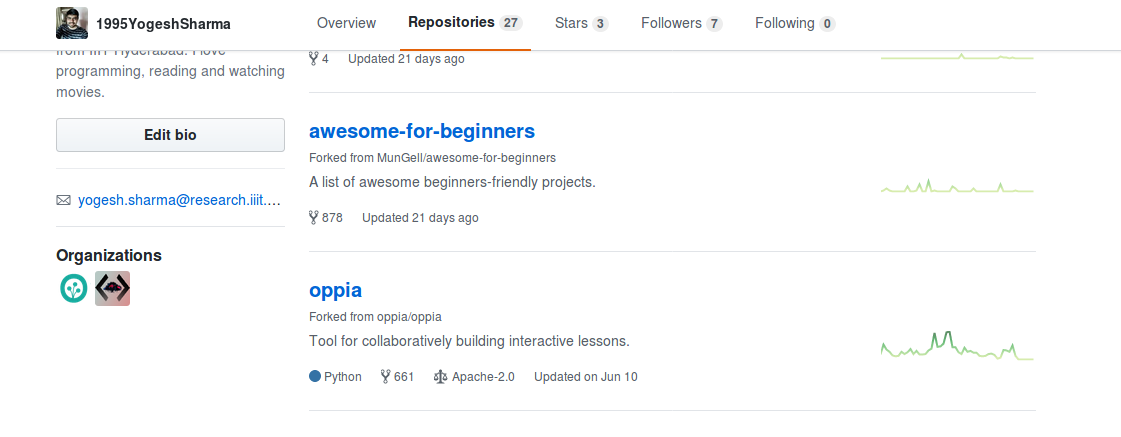 1995YogeshSharma
Overview Repositories 27 Stars 3 Followers 7 Following 0
from IIIT Hyderabad. I love
programming, reading and watching
movies.
Edit bio
yogesh.sharma@research.iiit....
Organizations
4 Updated 21 days ago
awesome-for-beginners
Forked from MunGell/awesome-for-beginners
A list of awesome beginners-friendly projects.
878 Updated 21 days ago
oppia
Forked from oppia/oppia
Tool for collaboratively building interactive lessons.
Python 661 Apache-2.0 Updated on Jun 10